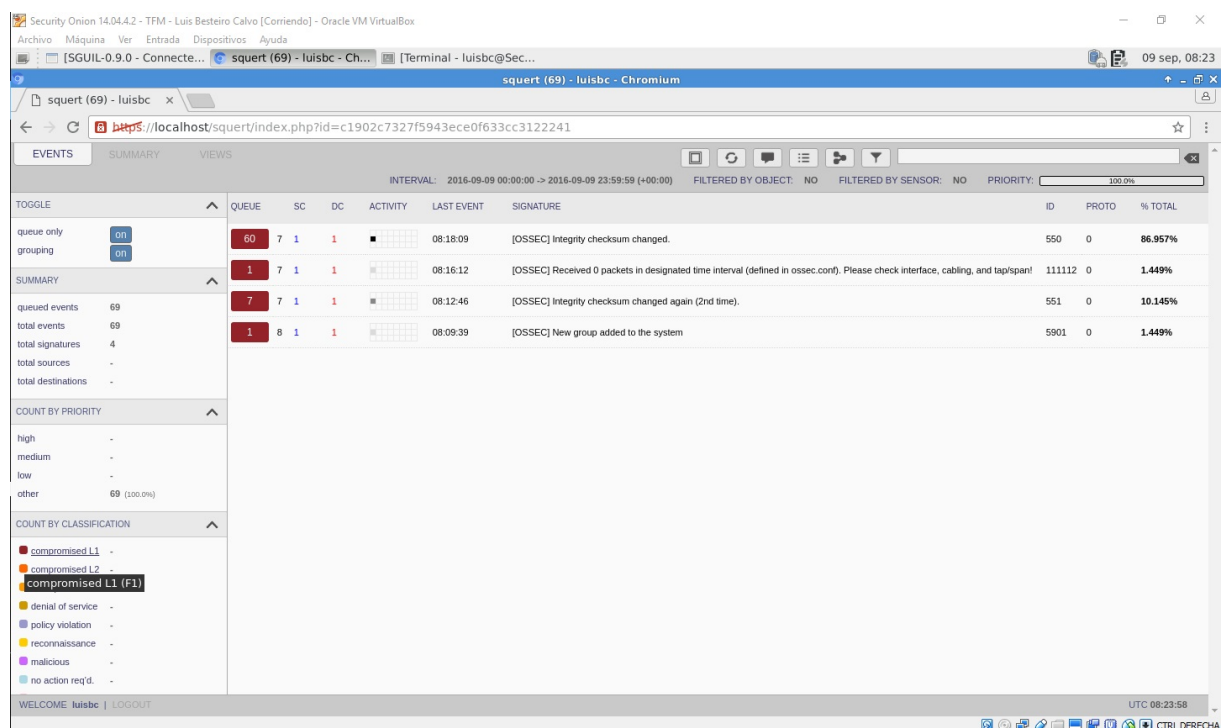 Security Onion 14.04.4.2 - TFM - Luis Besteiro Calvo [Corriendo] - Oracle VM VirtualBox
Archivo Máquina Ver Entrada Dispositivos Ayuda
[SGUIL-0.9.0 - Connecte... squert (69) - luisbc - Ch... [Terminal - luisbc@Sec... 09 sep, 08:23
squert (69) - luisbc - Chromium
squert (69) - luisbc
https://localhost/squert/index.php?id=c1902c7327f5943ece0f633cc3122241
EVENTS SUMMARY VIEWS
INTERVAL: 2016-09-09 00:00:00 -> 2016-09-09 23:59:59 (+00:00) FILTERED BY OBJECT: NO FILTERED BY SENSOR: NO PRIORITY: 100.0%
TOGGLE
queue only on
grouping on
SUMMARY
queued events 69
total events 69
total signatures 4
total sources -
total destinations -
COUNT BY PRIORITY
high -
medium -
low -
other 69 (100.0%)
COUNT BY CLASSIFICATION
compromised L1 -
compromised L2 -
compromised L1 (F1)
denial of service -
policy violation -
reconnaissance -
malicious -
no action req'd. -
QUEUE SC DC ACTIVITY LAST EVENT SIGNATURE ID PROTO % TOTAL
60 7 1 1 08:18:09 [OSSEC] Integrity checksum changed. 550 0 86.957%
1 7 1 1 08:16:12 [OSSEC] Received 0 packets in designated time interval (defined in ossec.conf). Please check interface, cabling, and tap/span! 111112 0 1.449%
7 7 1 1 08:12:46 [OSSEC] Integrity checksum changed again (2nd time). 551 0 10.145%
1 8 1 1 08:09:39 [OSSEC] New group added to the system 5901 0 1.449%
WELCOME luisbc | LOGOUT UTC 08:23:58
CTRL DERECHA